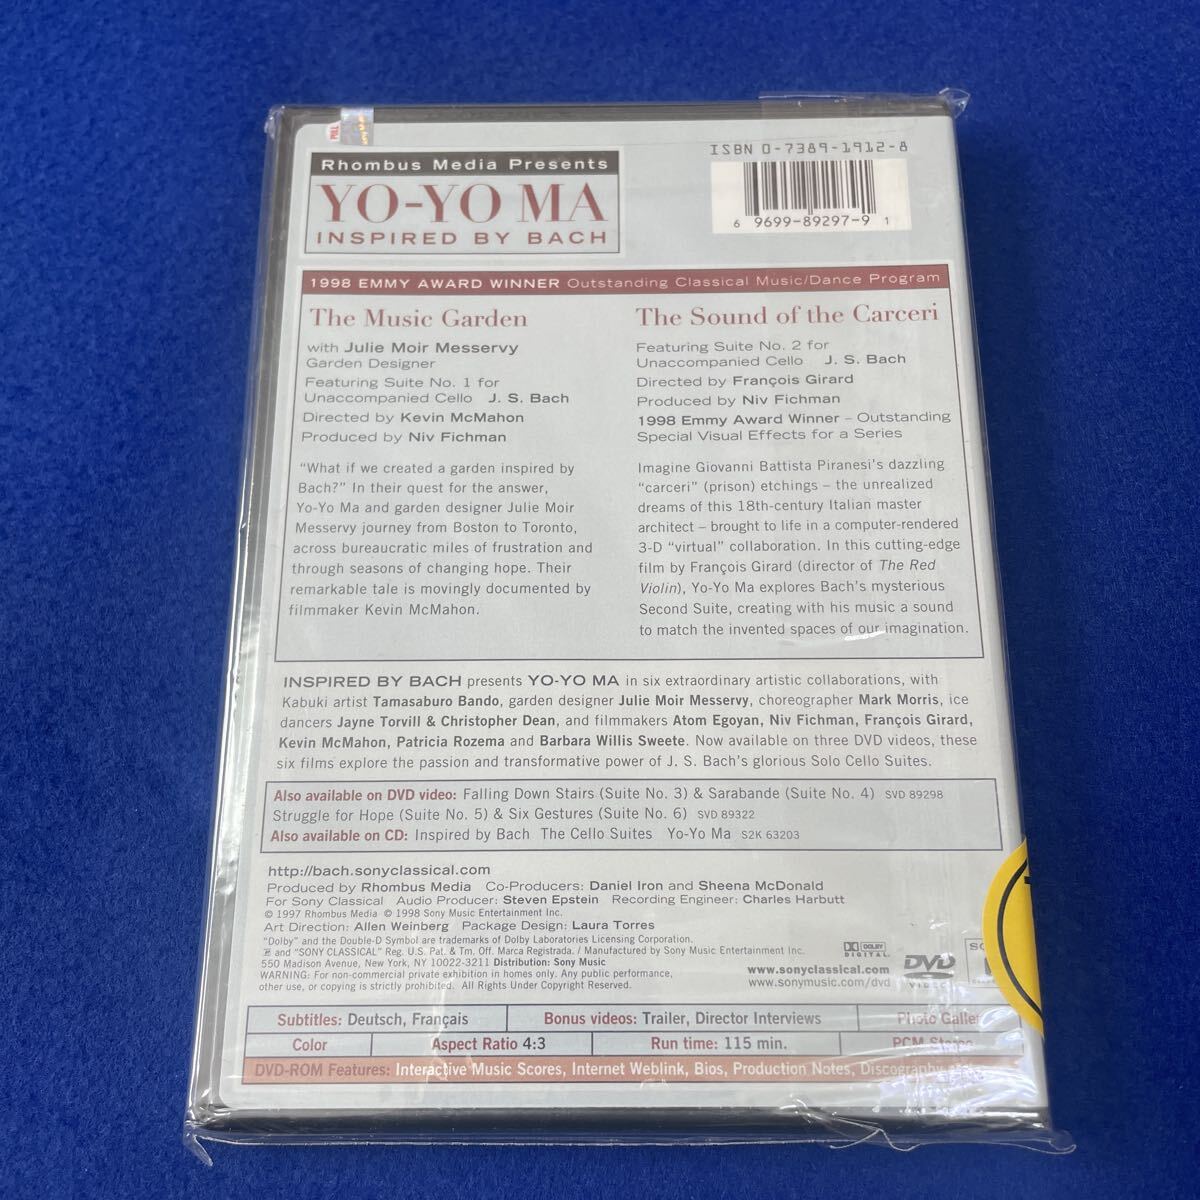 PULL
Rhombus Media Presents
YO-YO MA
INSPIRED BY BACH
ISBN 0-7389-1912-8
6 9699-89297-9 1
1998 EMMY AWARD WINNER Outstanding Classical Music/Dance Program
The Music Garden
with Julie Moir Messervy
Garden Designer
Featuring Suite No. 1 for
Unaccompanied Cello J. S. Bach
Directed by Kevin McMahon
Produced by Niv Fichman
“What if we created a garden inspired by
Bach?” In their quest for the answer,
Yo-Yo Ma and garden designer Julie Moir
Messervy journey from Boston to Toronto,
across bureaucratic miles of frustration and
through seasons of changing hope. Their
remarkable tale is movingly documented by
filmmaker Kevin McMahon.
The Sound of the Carceri
Featuring Suite No. 2 for
Unaccompanied Cello J. S. Bach
Directed by François Girard
Produced by Niv Fichman
1998 Emmy Award Winner – Outstanding
Special Visual Effects for a Series
Imagine Giovanni Battista Piranesi’s dazzling
“carceri” (prison) etchings – the unrealized
dreams of this 18th-century Italian master
architect – brought to life in a computer-rendered
3-D “virtual” collaboration. In this cutting-edge
film by François Girard (director of The Red
Violin), Yo-Yo Ma explores Bach’s mysterious
Second Suite, creating with his music a sound
to match the invented spaces of our imagination.
INSPIRED BY BACH presents YO-YO MA in six extraordinary artistic collaborations, with
Kabuki artist Tamasaburo Bando, garden designer Julie Moir Messervy, choreographer Mark Morris, ice
dancers Jayne Torvill & Christopher Dean, and filmmakers Atom Egoyan, Niv Fichman, François Girard,
Kevin McMahon, Patricia Rozema and Barbara Willis Sweete. Now available on three DVD videos, these
six films explore the passion and transformative power of J. S. Bach’s glorious Solo Cello Suites.
Also available on DVD video: Falling Down Stairs (Suite No. 3) & Sarabande (Suite No. 4) SVD 89298
Struggle for Hope (Suite No. 5) & Six Gestures (Suite No. 6) SVD 89322
Also available on CD: Inspired by Bach The Cello Suites Yo-Yo Ma S2K 63203
http://bach.sonyclassical.com
Produced by Rhombus Media Co-Producers: Daniel Iron and Sheena McDonald
For Sony Classical Audio Producer: Steven Epstein Recording Engineer: Charles Harbutt
© 1997 Rhombus Media © 1998 Sony Music Entertainment Inc.
Art Direction: Allen Weinberg Package Design: Laura Torres
“Dolby” and the Double-D Symbol are trademarks of Dolby Laboratories Licensing Corporation.
and “SONY CLASSICAL” Reg. U.S. Pat. & Tm. Off. Marca Registrada. / Manufactured by Sony Music Entertainment Inc.
550 Madison Avenue, New York, NY 10022-3211 Distribution: Sony Music
WARNING: For non-commercial private exhibition in homes only. Any public performance,
other use, or copying is strictly prohibited. All Rights Under Copyright Reserved.
www.sonyclassical.com
www.sonymusic.com/dvd
DOLBY
DIGITAL
DVD
VIDEO
Subtitles: Deutsch, Français
Bonus videos: Trailer, Director Interviews
Photo Galle
Color
Aspect Ratio 4:3
Run time: 115 min.
PCM Stereo
DVD-ROM Features: Interactive Music Scores, Internet Weblink, Bios, Production Notes, Discography